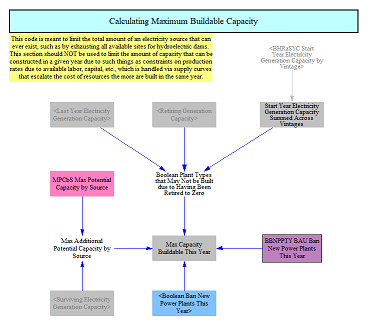 Calculating Maximum Buildable Capacity
This code is meant to limit the total amount of an electricity source that can
ever exist, such as by exhausting all available sites for hydroelectric dams.
This section should NOT be used to limit the amount of capacity that can be
constructed in a given year due to such things as constraints on production
rates due to available labor, capital, etc., which is handled via supply curves
that escalate the cost of resources the more are built in the same year.
<BHRaSYC Start
Year Electricity
Generation Capacity by
Vintage>
<Last Year Electricity
Generation Capacity>
<Retiring Generation
Capacity>
Start Year Electricity
Generation Capacity
Summed Across
Vintages
MPCbS Max Potential
Capacity by Source
Boolean Plant Types
that May Not be Built
due to Having Been
Retired to Zero
Max Additional
Potential Capacity by
Source
Max Capacity
Buildable This Year
BBNPPTY BAU Ban
New Power Plants
This Year
<Surviving Electricity
Generation Capacity>
<Boolean Ban New
Power Plants This
Year>